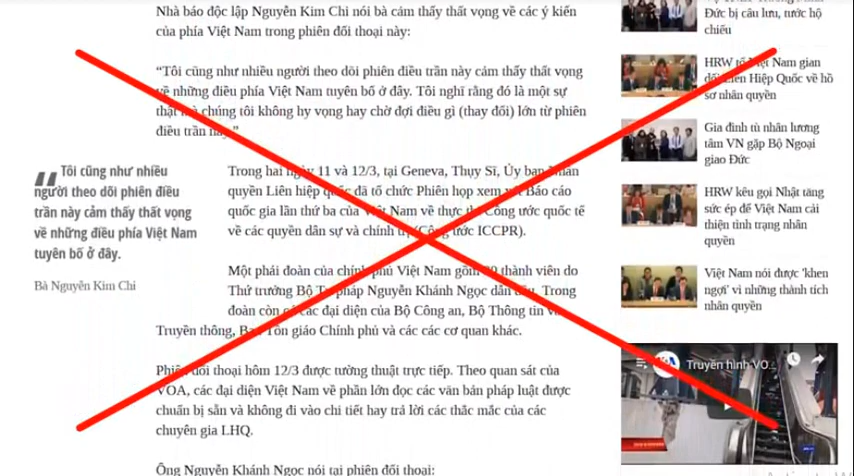 Nhà báo độc lập Nguyễn Kim Chi nói bà cảm thấy thất vọng về các ý kiến
của phía Việt Nam trong phiên đối thoại này:
“Tôi cũng như nhiều người theo dõi phiên điều trần này cảm thấy thất vọng
về những điều phía Việt Nam tuyên bố ở đây. Tôi nghĩ rằng đó là một sự
thật mà chúng tôi không hy vọng hay chờ đợi điều gì (thay đổi) lớn từ phiên
điều trần này.”
“ Tôi cũng như nhiều
người theo dõi phiên điều
trần này cảm thấy thất vọng
về những điều phía Việt Nam
tuyên bố ở đây.
Bà Nguyễn Kim Chi
Trong hai ngày 11 và 12/3, tại Geneva, Thụy Sĩ, Ủy ban Nhân
quyền Liên hiệp quốc đã tổ chức Phiên họp xem xét Báo cáo
quốc gia lần thứ ba của Việt Nam về thực thi Công ước quốc tế
về các quyền dân sự và chính trị (Công ước ICCPR).
Một phái đoàn của chính phủ Việt Nam gồm 20 thành viên do
Thứ trưởng Bộ Tư pháp Nguyễn Khánh Ngọc dẫn đầu. Trong
đoàn còn có các đại diện của Bộ Công an, Bộ Thông tin và
Truyền thông, Ban Tôn giáo Chính phủ và các các cơ quan khác.
Phiên đối thoại hôm 12/3 được tường thuật trực tiếp. Theo quan sát của
VOA, các đại diện Việt Nam về phần lớn đọc các văn bản pháp luật được
chuẩn bị sẵn và không đi vào chi tiết hay trả lời các thắc mắc của các
chuyên gia LHQ.
Ông Nguyễn Khánh Ngọc nói tại phiên đối thoại:
Đức bị câu lưu, tước hộ
chiếu
HRW tố Việt Nam gian
dối Liên Hiệp Quốc về hồ
sơ nhân quyền
Gia đình tù nhân lương
tâm VN gặp Bộ Ngoại
giao Đức
HRW kêu gọi Nhật tăng
sức ép để Việt Nam cải
thiện tình trạng nhân
quyền
Việt Nam nói được 'khen
ngợi' vì những thành tích
nhân quyền
VOA Truyền hình VO...